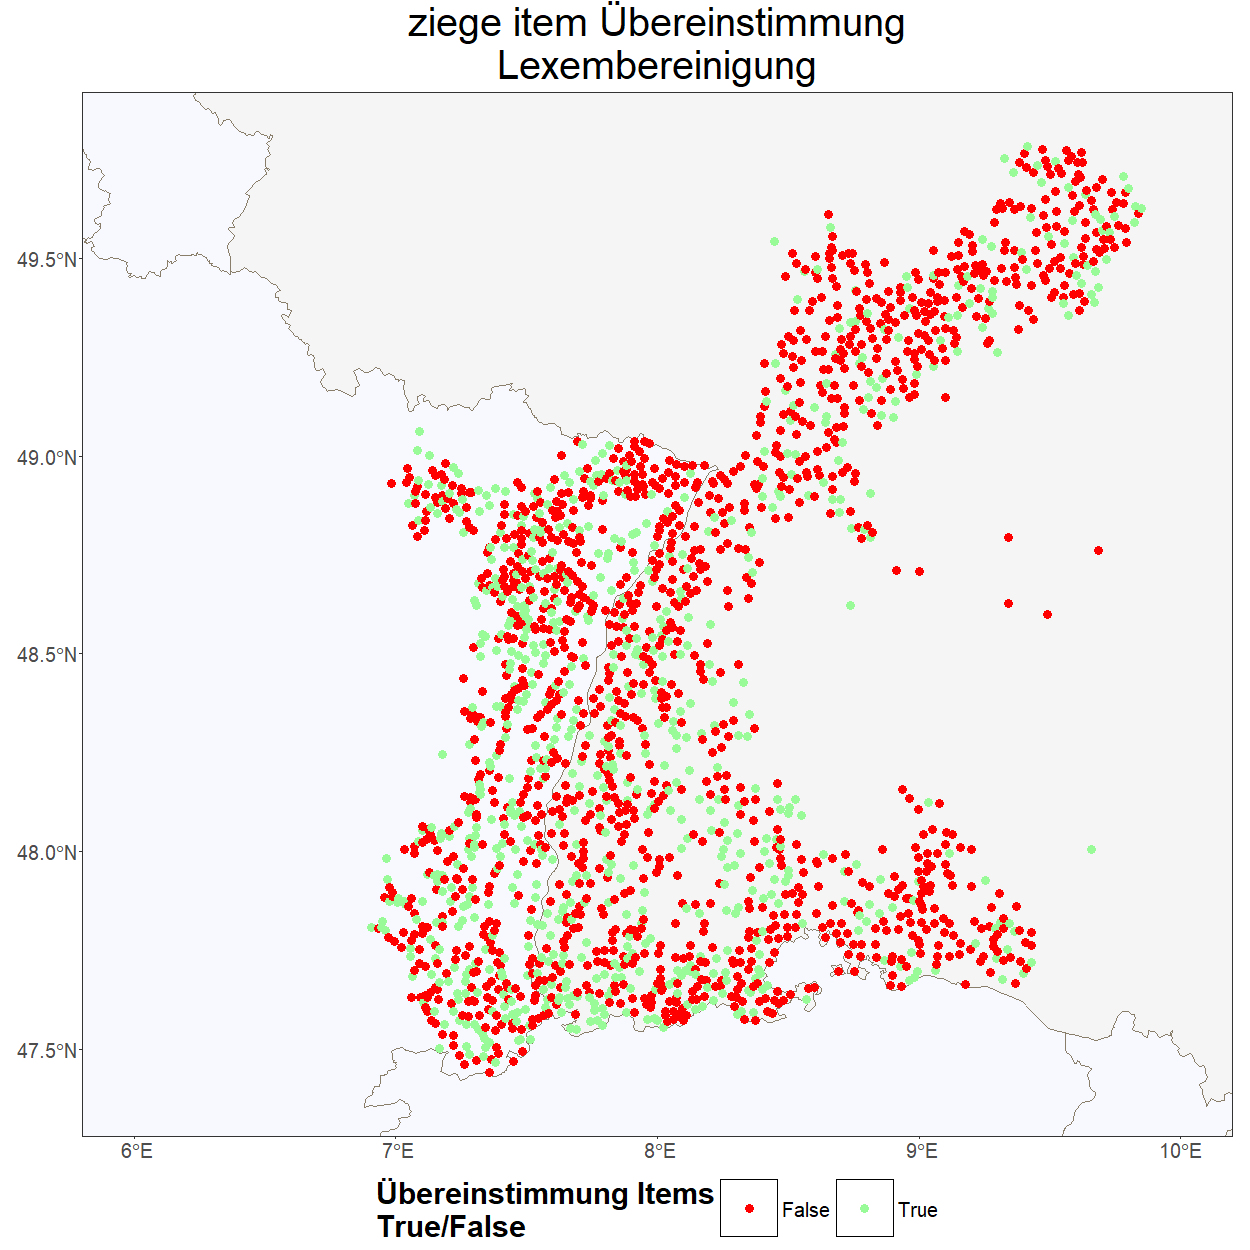 ziege item Übereinstimmung
Lexembereinigung
49.5°N
49.0°N
48.5°N
48.0°N
47.5°N
6°E 7°E 8°E 9°E 10°E
Übereinstimmung Items
True/False
False True